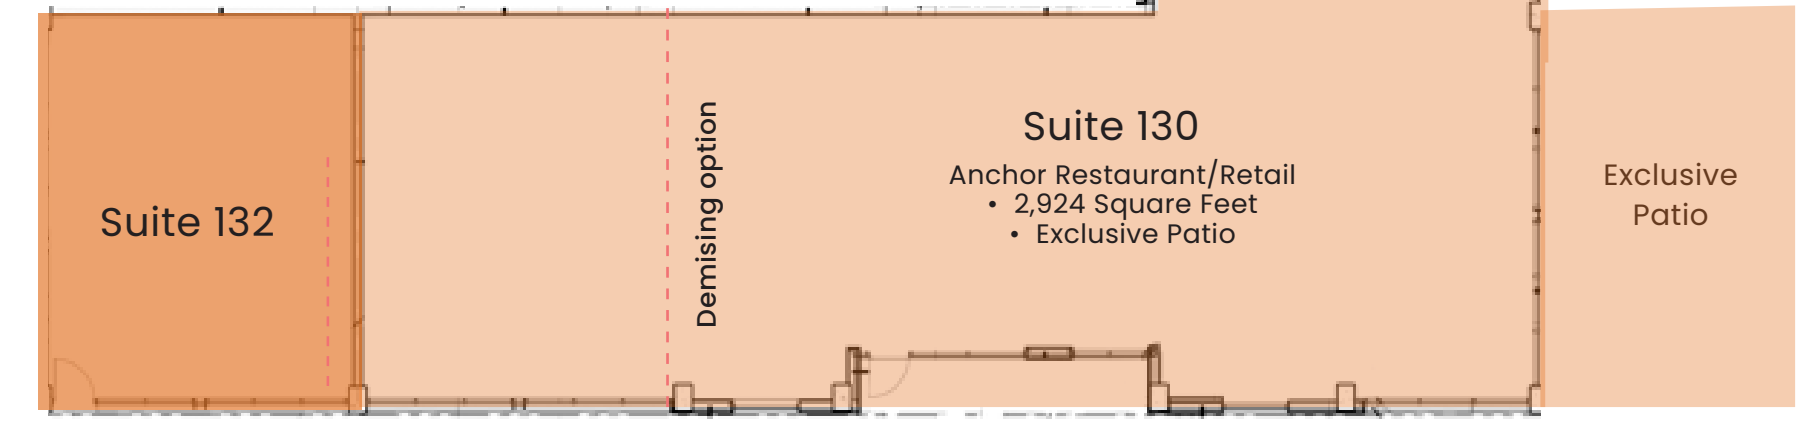 Suite 132
Demising option
Suite 130
Anchor Restaurant/Retail
• 2,924 Square Feet
• Exclusive Patio
Exclusive
Patio